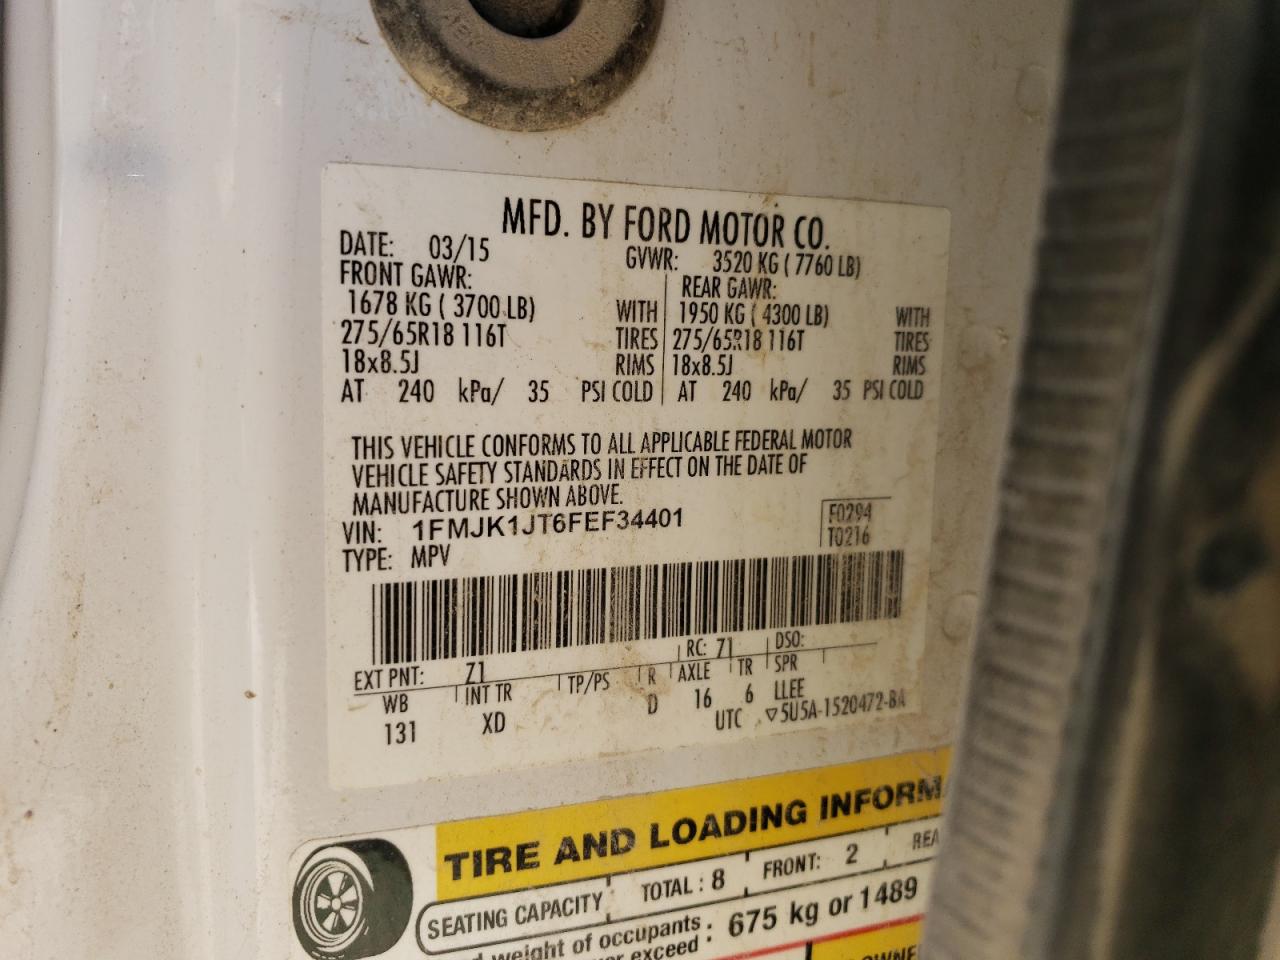 MFD. BY FORD MOTOR CO.
DATE: 03/15 GVWR: 3520 KG ( 7760 LB)
FRONT GAWR: REAR GAWR:
1678 KG ( 3700 LB) WITH 1950 KG ( 4300 LB) WITH
275/65R18 116T TIRES 275/65R18 116T TIRES
18x8.5J RIMS 18x8.5J RIMS
AT 240 kPa/ 35 PSI COLD AT 240 kPa/ 35 PSI COLD
THIS VEHICLE CONFORMS TO ALL APPLICABLE FEDERAL MOTOR
VEHICLE SAFETY STANDARDS IN EFFECT ON THE DATE OF
MANUFACTURE SHOWN ABOVE.
VIN: 1FMJK1JT6FEF34401 F0294
TYPE: MPV T0216
EXT PNT: Z1 RC: 71 DSO:
WB INT TR TP/PS R AXLE TR SPR
131 XD D 16 6 LLEE
UTC ▽5U5A-1520472-BA
TIRE AND LOADING INFORM
SEATING CAPACITY TOTAL : 8 FRONT: 2 REA
weight of occupants : 675 kg or 1489
exceed
OWNE